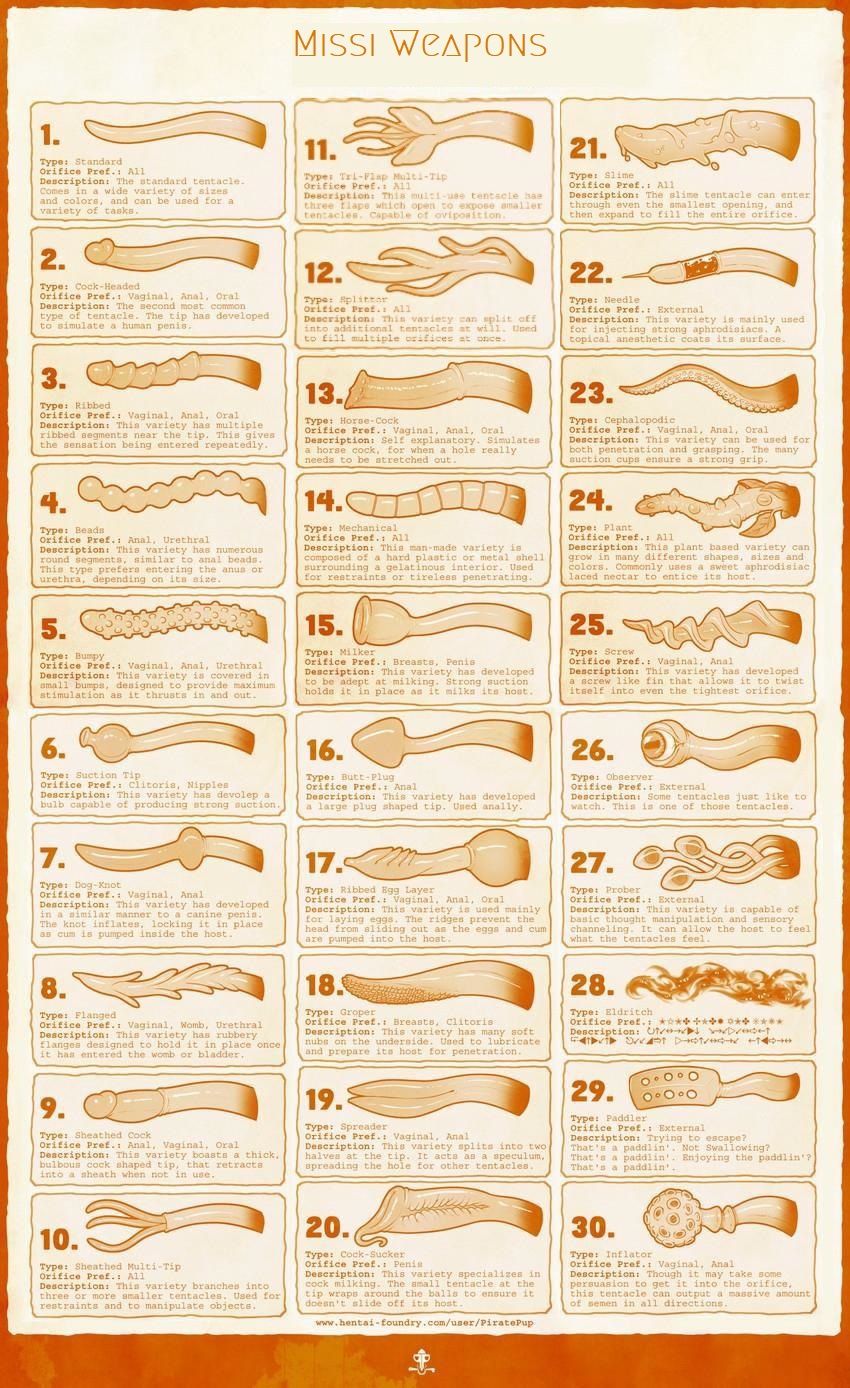 Missi Weapons
1.
Type: Standard
Orifice Pref.: All
Description: The standard tentacle.
Comes in a wide variety of sizes
and colors, and can be used for a
variety of tasks.
2.
Type: Cock-Headed
Orifice Pref.: Vaginal, Anal, Oral
Description: The second most common
type of tentacle. The tip has developed
to simulate a human penis.
3.
Type: Ribbed
Orifice Pref.: Vaginal, Anal, Oral
Description: This variety has multiple
ribbed segments near the tip. This gives
the sensation being entered repeatedly.
4.
Type: Beads
Orifice Pref.: Anal, Urethral
Description: This variety has numerous
round segments, similar to anal beads.
This type prefers entering the anus or
urethra, depending on its size.
5.
Type: Bumpy
Orifice Pref.: Vaginal, Anal, Urethral
Description: This variety is covered in
small bumps, designed to provide maximum
stimulation as it thrusts in and out.
6.
Type: Suction Tip
Orifice Pref.: Clitoris, Nipples
Description: This variety has devolep a
bulb capable of producing strong suction.
7.
Type: Dog-Knot
Orifice Pref.: Vaginal, Anal
Description: This variety has developed
in a similar manner to a canine penis.
The knot inflates, locking it in place
as cum is pumped inside the host.
8.
Type: Flanged
Orifice Pref.: Vaginal, Womb, Urethral
Description: This variety has rubbery
flanges designed to hold it in place once
it has entered the womb or bladder.
9.
Type: Sheathed Cock
Orifice Pref.: Anal, Vaginal, Oral
Description: This variety boasts a thick,
bulbous cock shaped tip, that retracts
into a sheath when not in use.
10.
Type: Sheathed Multi-Tip
Orifice Pref.: All
Description: This variety branches into
three or more smaller tentacles. Used for
restraints and to manipulate objects.
11.
Type: Tri-Flap Multi-Tip
Orifice Pref.: All
Description: This multi-use tentacle has
three flaps which open to expose smaller
tentacles. Capable of oviposition.
12.
Type: Splitter
Orifice Pref.: All
Description: This variety can split off
into additional tentacles at will. Used
to fill multiple orifices at once.
13.
Type: Horse-Cock
Orifice Pref.: Vaginal, Anal, Oral
Description: Self explanatory. Simulates
a horse cock, for when a hole really
needs to be stretched out.
14.
Type: Mechanical
Orifice Pref.: All
Description: This man-made variety is
composed of a hard plastic or metal shell
surrounding a gelatinous interior. Used
for restraints or tireless penetrating.
15.
Type: Milker
Orifice Pref.: Breasts, Penis
Description: This variety has developed
to be adept at milking. Strong suction
holds it in place as it milks its host.
16.
Type: Butt-Plug
Orifice Pref.: Anal
Description: This variety has developed
a large plug shaped tip. Used anally.
17.
Type: Ribbed Egg Layer
Orifice Pref.: Vaginal, Anal, Oral
Description: This variety is used mainly
for laying eggs. The ridges prevent the
head from sliding out as the eggs and cum
are pumped into the host.
18.
Type: Groper
Orifice Pref.: Breasts, Clitoris
Description: This variety has many soft
nubs on the underside. Used to lubricate
and prepare its host for penetration.
19.
Type: Spreader
Orifice Pref.: Vaginal, Anal
Description: This variety splits into two
halves at the tip. It acts as a speculum,
spreading the hole for other tentacles.
20.
Type: Cock-Sucker
Orifice Pref.: Penis
Description: This variety specializes in
cock milking. The small tentacle at the
tip wraps around the balls to ensure it
doesn't slide off its host.
21.
Type: Slime
Orifice Pref.: All
Description: The slime tentacle can enter
through even the smallest opening, and
then expand to fill the entire orifice.
22.
Type: Needle
Orifice Pref.: External
Description: This variety is mainly used
for injecting strong aphrodisiacs. A
topical anesthetic coats its surface.
23.
Type: Cephalopodic
Orifice Pref.: Vaginal, Anal, Oral
Description: This variety can be used for
both penetration and grasping. The many
suction cups ensure a strong grip.
24.
Type: Plant
Orifice Pref.: All
Description: This plant based variety can
grow in many different shapes, sizes and
colors. Commonly uses a sweet aphrodisiac
laced nectar to entice its host.
25.
Type: Screw
Orifice Pref.: Vaginal, Anal
Description: This variety has developed
a screw like fin that allows it to twist
itself into even the tightest orifice.
26.
Type: Observer
Orifice Pref.: External
Description: Some tentacles just like to
watch. This is one of those tentacles.
27.
Type: Prober
Orifice Pref.: External
Description: This variety is capable of
basic thought manipulation and sensory
channeling. It can allow the host to feel
what the tentacles feel.
28.
Type: Eldritch
Orifice Pref.:
Description:
29.
Type: Paddler
Orifice Pref.: External
Description: Trying to escape?
That's a paddlin'. Not Swallowing?
That's a paddlin'. Enjoying the paddlin'?
That's a paddlin'.
30.
Type: Inflator
Orifice Pref.: Vaginal, Anal
Description: Though it may take some
persuasion to get it into the orifice,
this tentacle can output a massive amount
of semen in all directions.
www.hentai-foundry.com/user/PiratePup